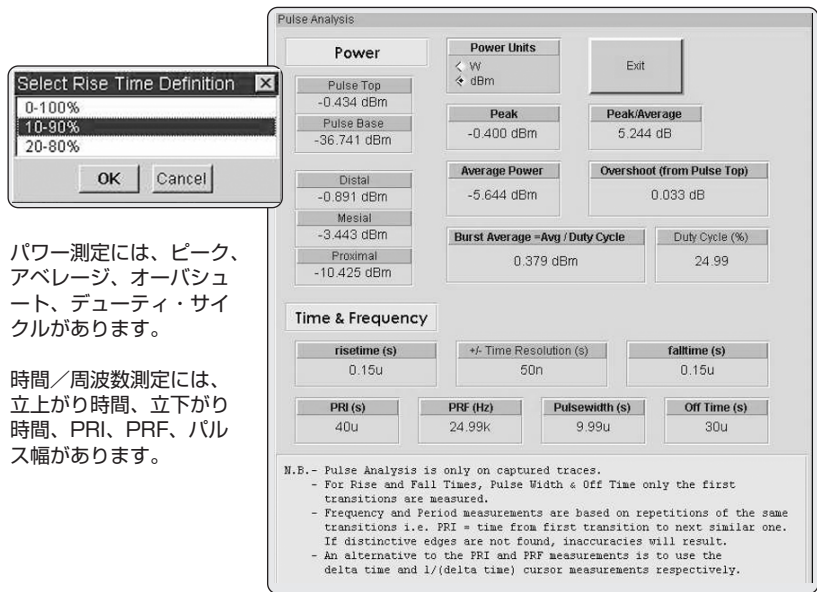 Select Rise Time Definition
0-100%
10-90%
20-80%
OK Cancel
パワー測定には、ピーク、
アベレージ、オーバシュ
ート、デューティ・サイ
クルがあります。
時間／周波数測定には、
立上がり時間、立下がり
時間、PRI、PRF、パル
ス幅があります。
Pulse Analysis
Power
Pulse Top
-0.434 dBm
Pulse Base
-36.741 dBm
Distal
-0.891 dBm
Mesial
-3.443 dBm
Proximal
-10.425 dBm
Power Units
W
dBm
Exit
Peak
-0.400 dBm
Peak/Average
5.244 dB
Average Power
-5.644 dBm
Overshoot (from Pulse Top)
0.033 dB
Burst Average =Avg / Duty Cycle
0.379 dBm
Duty Cycle (%)
24.99
Time & Frequency
risetime (s)
0.15u
+/- Time Resolution (s)
50n
falltime (s)
0.15u
PRI (s)
40u
PRF (Hz)
24.99k
Pulsewidth (s)
9.99u
Off Time (s)
30u
N.B.- Pulse Analysis is only on captured traces.
- For Rise and Fall Times, Pulse Width & Off Time only the first
transitions are measured.
- Frequency and Period measurements are based on repetitions of the same
transitions i.e. PRI = time from first transition to next similar one.
If distinctive edges are not found, inaccuracies will result.
- An alternative to the PRI and PRF measurements is to use the
delta time and 1/(delta time) cursor measurements respectively.